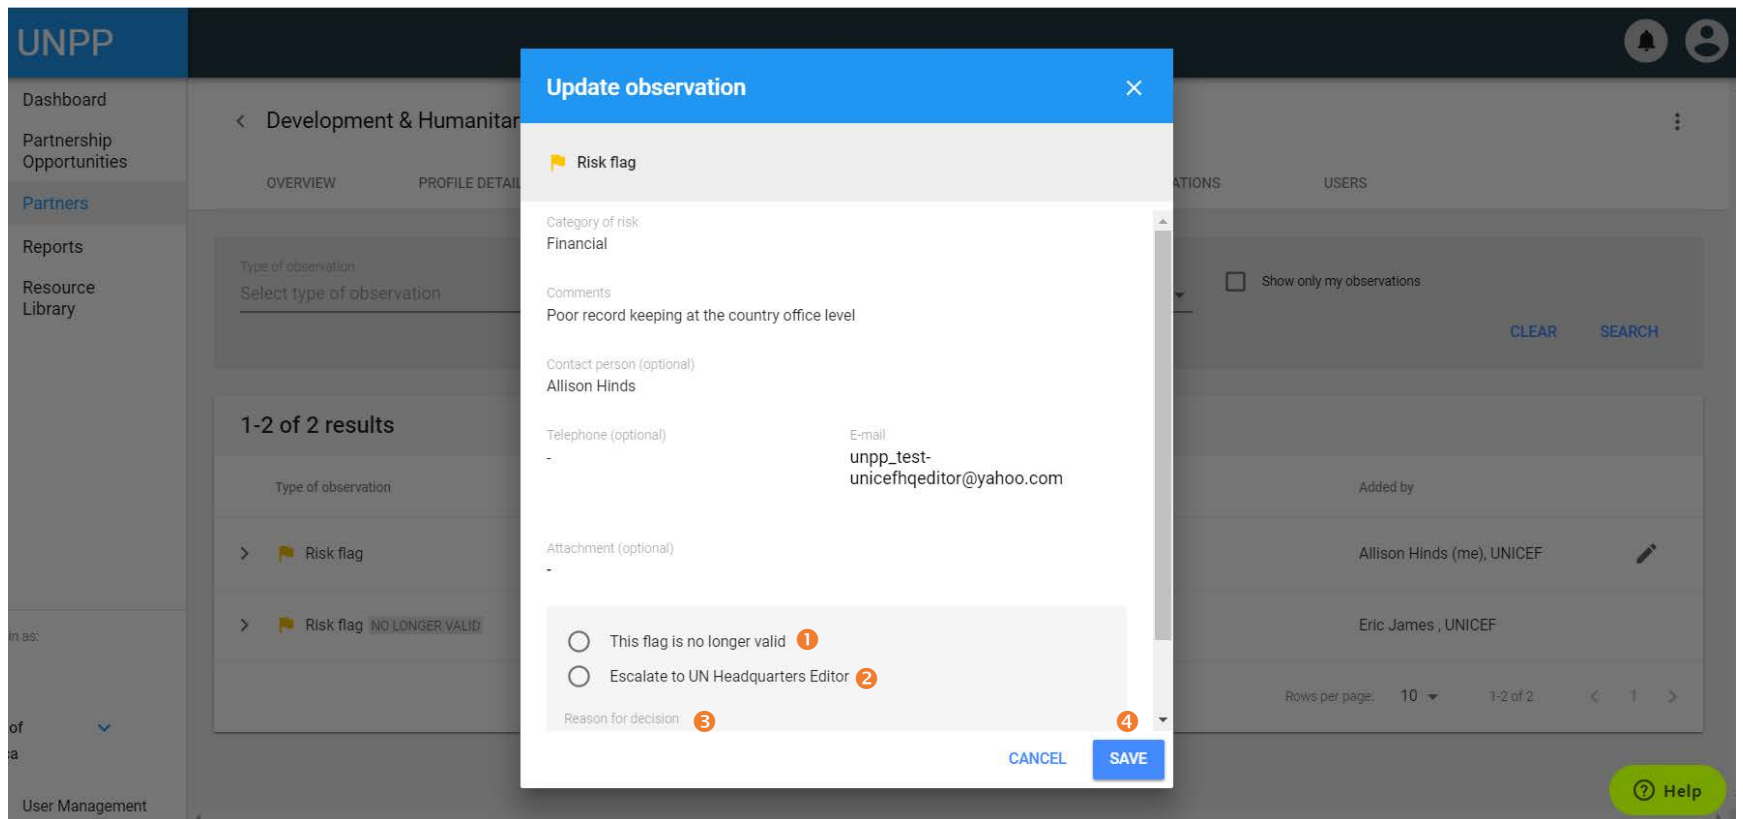 UNPP
Dashboard
Partnership
Opportunities
Partners
Reports
Resource
Library
in as:
of
ca
User Management
Development & Humanitar
OVERVIEW
PROFILE DETAIL
ATIONS
USERS
Type of observation
Select type of observation
Show only my observations
CLEAR
SEARCH
1-2 of 2 results
Type of observation
Added by
Risk flag
Allison Hinds (me), UNICEF
Risk flag NO LONGER VALID
Eric James , UNICEF
Rows per page: 10
1-2 of 2
1
Update observation
Risk flag
Category of risk
Financial
Comments
Poor record keeping at the country office level
Contact person (optional)
Allison Hinds
Telephone (optional)
-
E-mail
unpp_test-
unicefhqeditor@yahoo.com
Attachment (optional)
-
This flag is no longer valid 1
Escalate to UN Headquarters Editor 2
Reason for decision 3
4
CANCEL
SAVE
Help